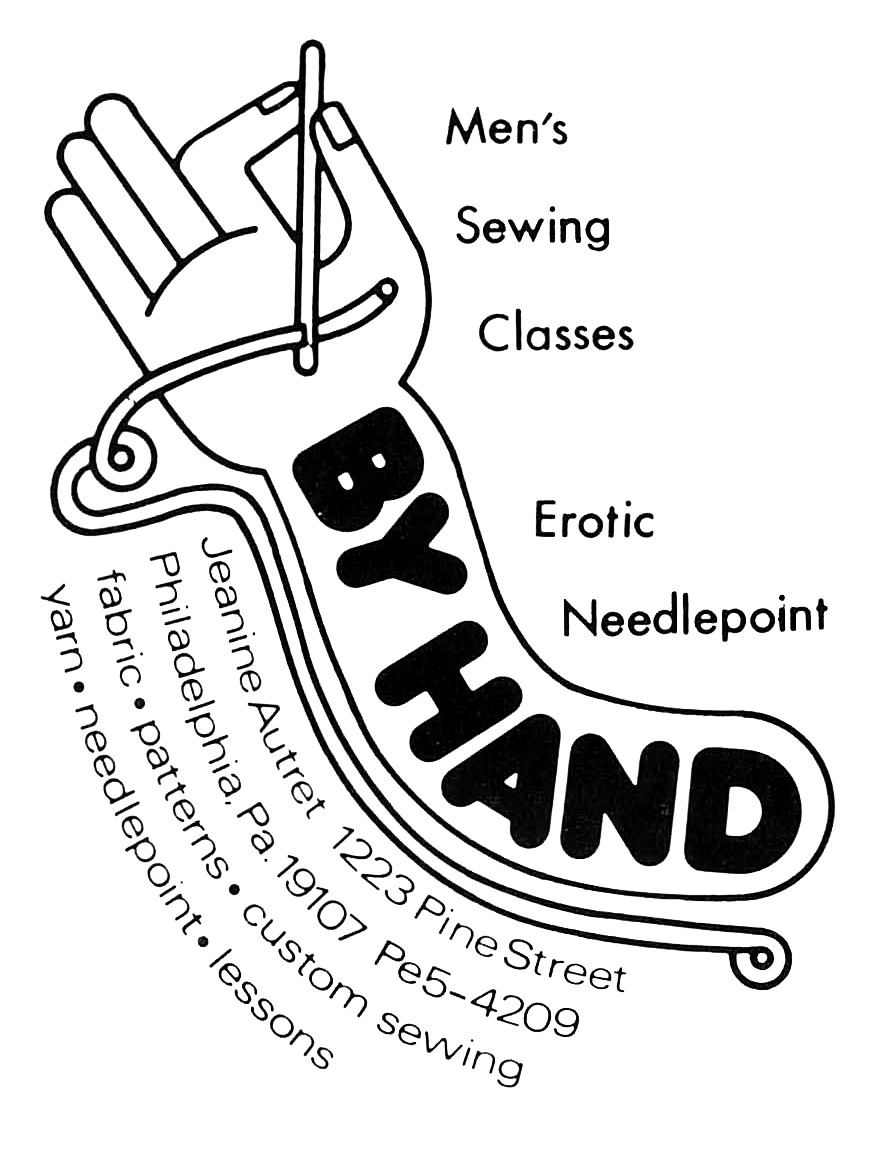 Men's
Sewing
Classes
BY HAND
Erotic
Needlepoint
Jeanine Autret 1223 Pine Street
Philadelphia, Pa. 19107 Pe5-4209
fabric • patterns • custom sewing
yarn • needlepoint • lessons